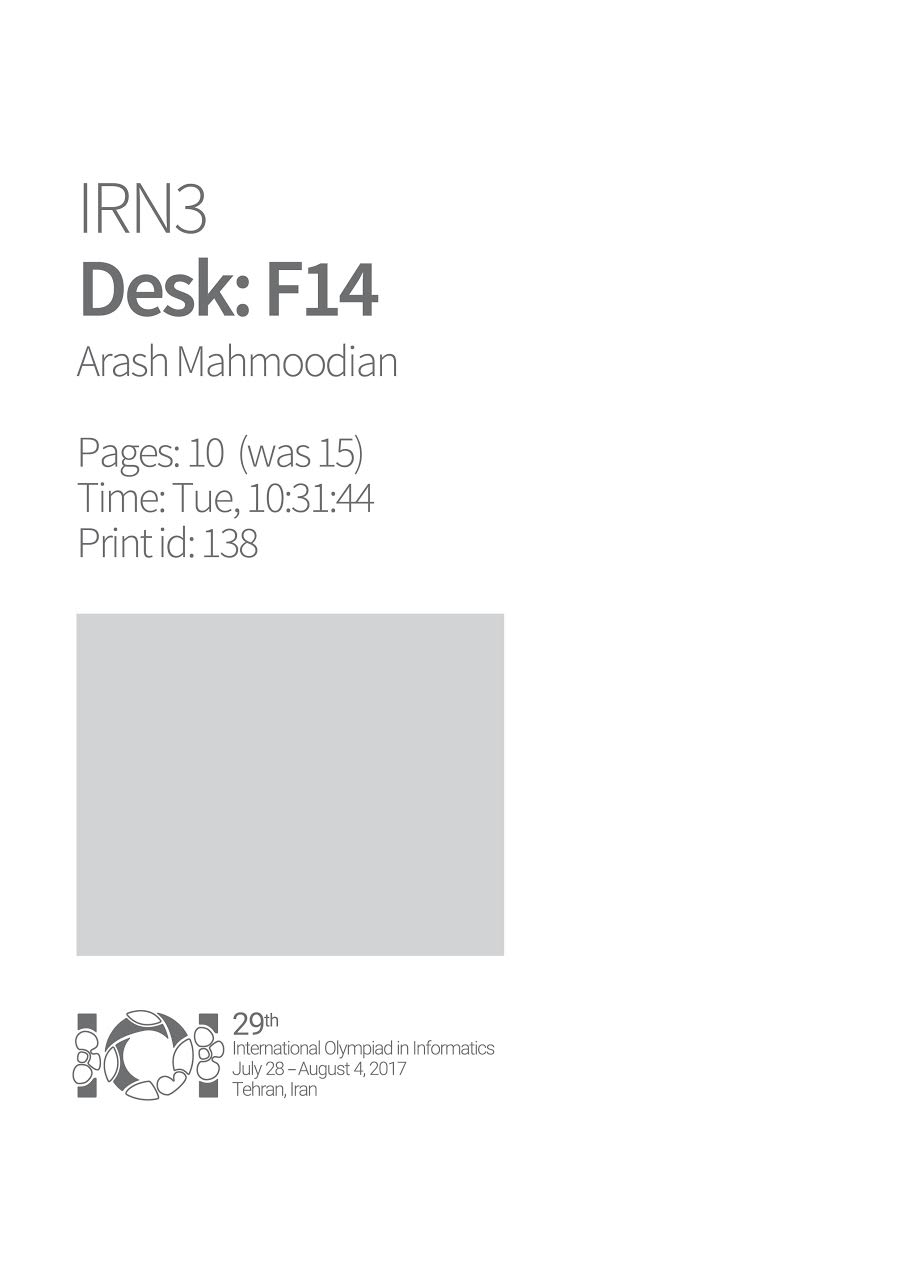 IRN3
Desk: F14
Arash Mahmoodian
Pages: 10 (was 15)
Time: Tue, 10:31:44
Print id: 138
IOI
29th
International Olympiad in Informatics
July 28 – August 4, 2017
Tehran, Iran